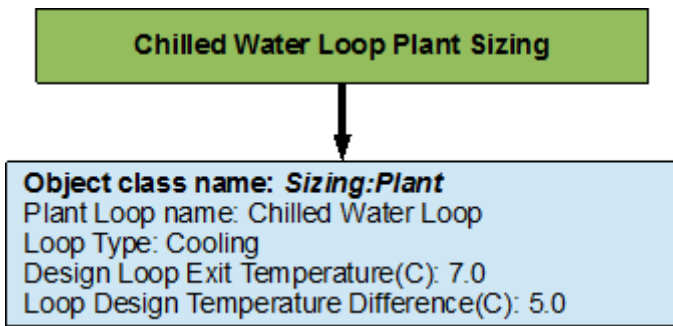 Chilled Water Loop Plant Sizing
Object class name: Sizing:Plant
Plant Loop name: Chilled Water Loop
Loop Type: Cooling
Design Loop Exit Temperature(C): 7.0
Loop Design Temperature Difference(C): 5.0